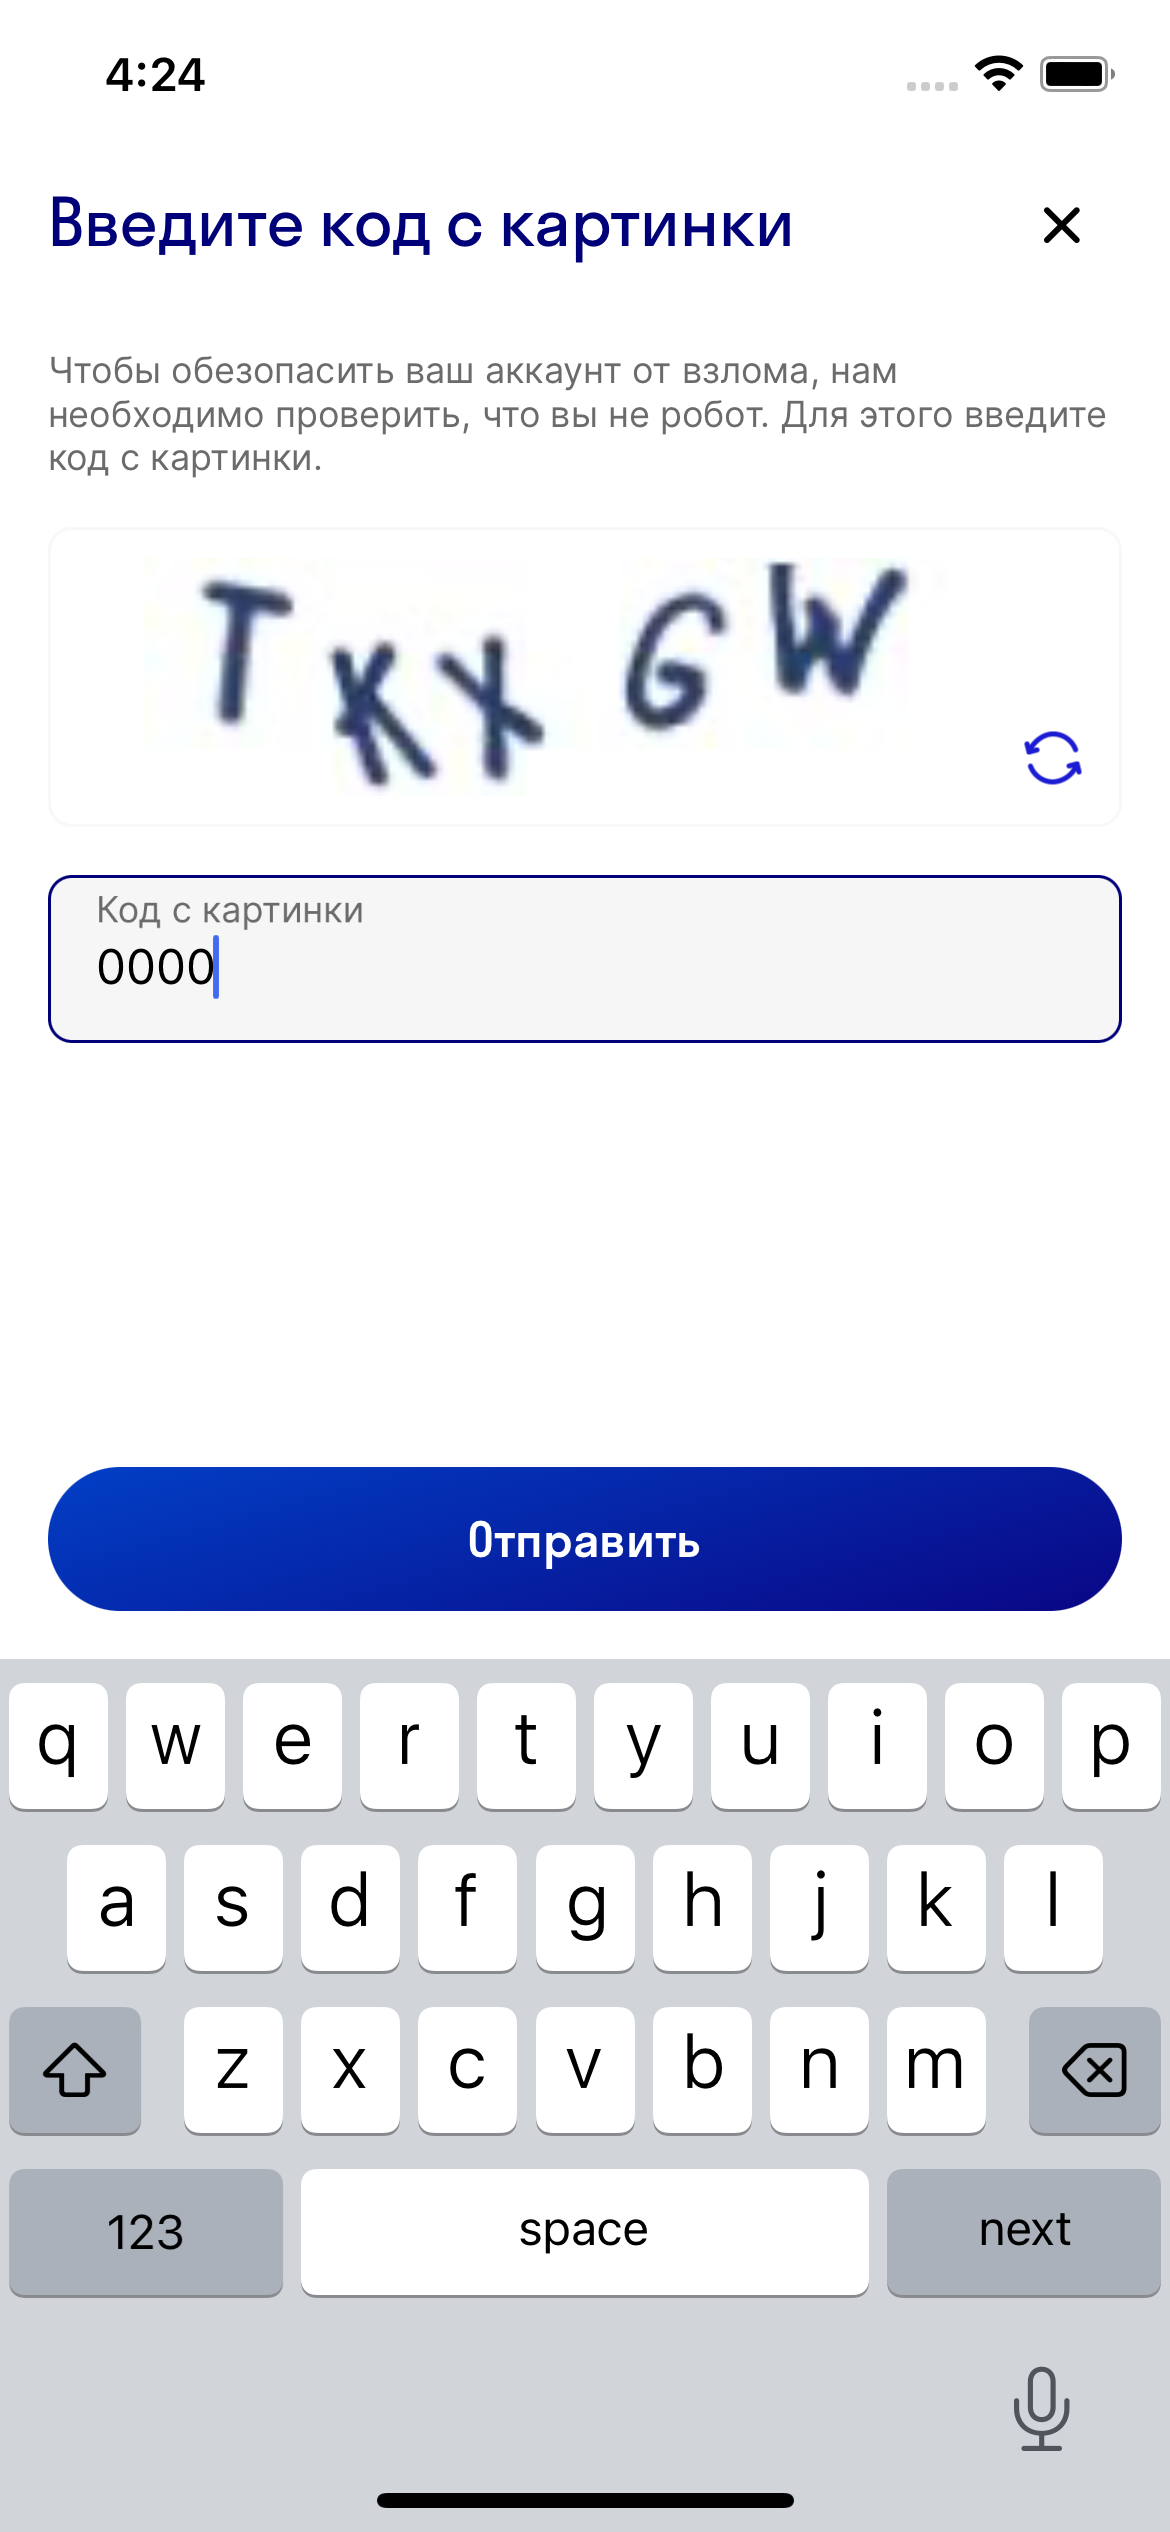 4:24
Введите код с картинки
Чтобы обезопасить ваш аккаунт от взлома, нам
необходимо проверить, что вы не робот. Для этого введите
код с картинки.
T K X G W
Код с картинки
0000
Отправить
q w e r t y u i o p
a s d f g h j k l
z x c v b n m
123 space next